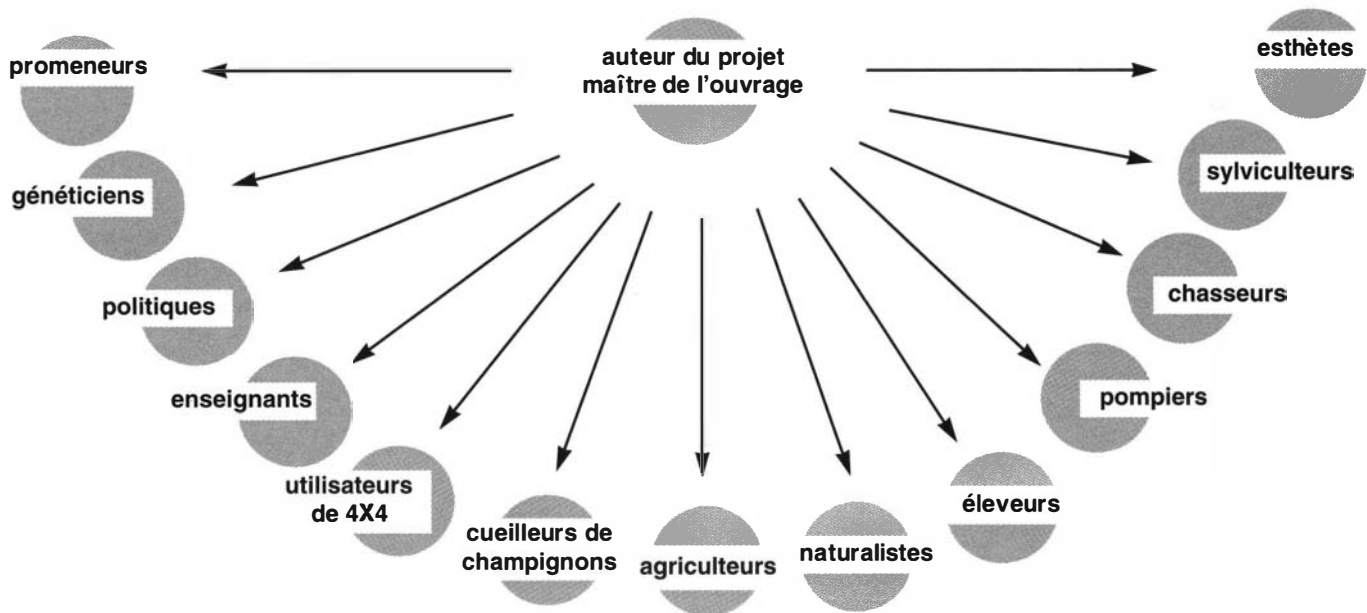 auteur du projet
maître de l'ouvrage
promeneurs
généticiens
politiques
enseignants
utilisateurs
de 4X4
cueilleurs de
champignons
agriculteurs
naturalistes
éleveurs
pompiers
chasseurs
sylviculteurs
esthètes